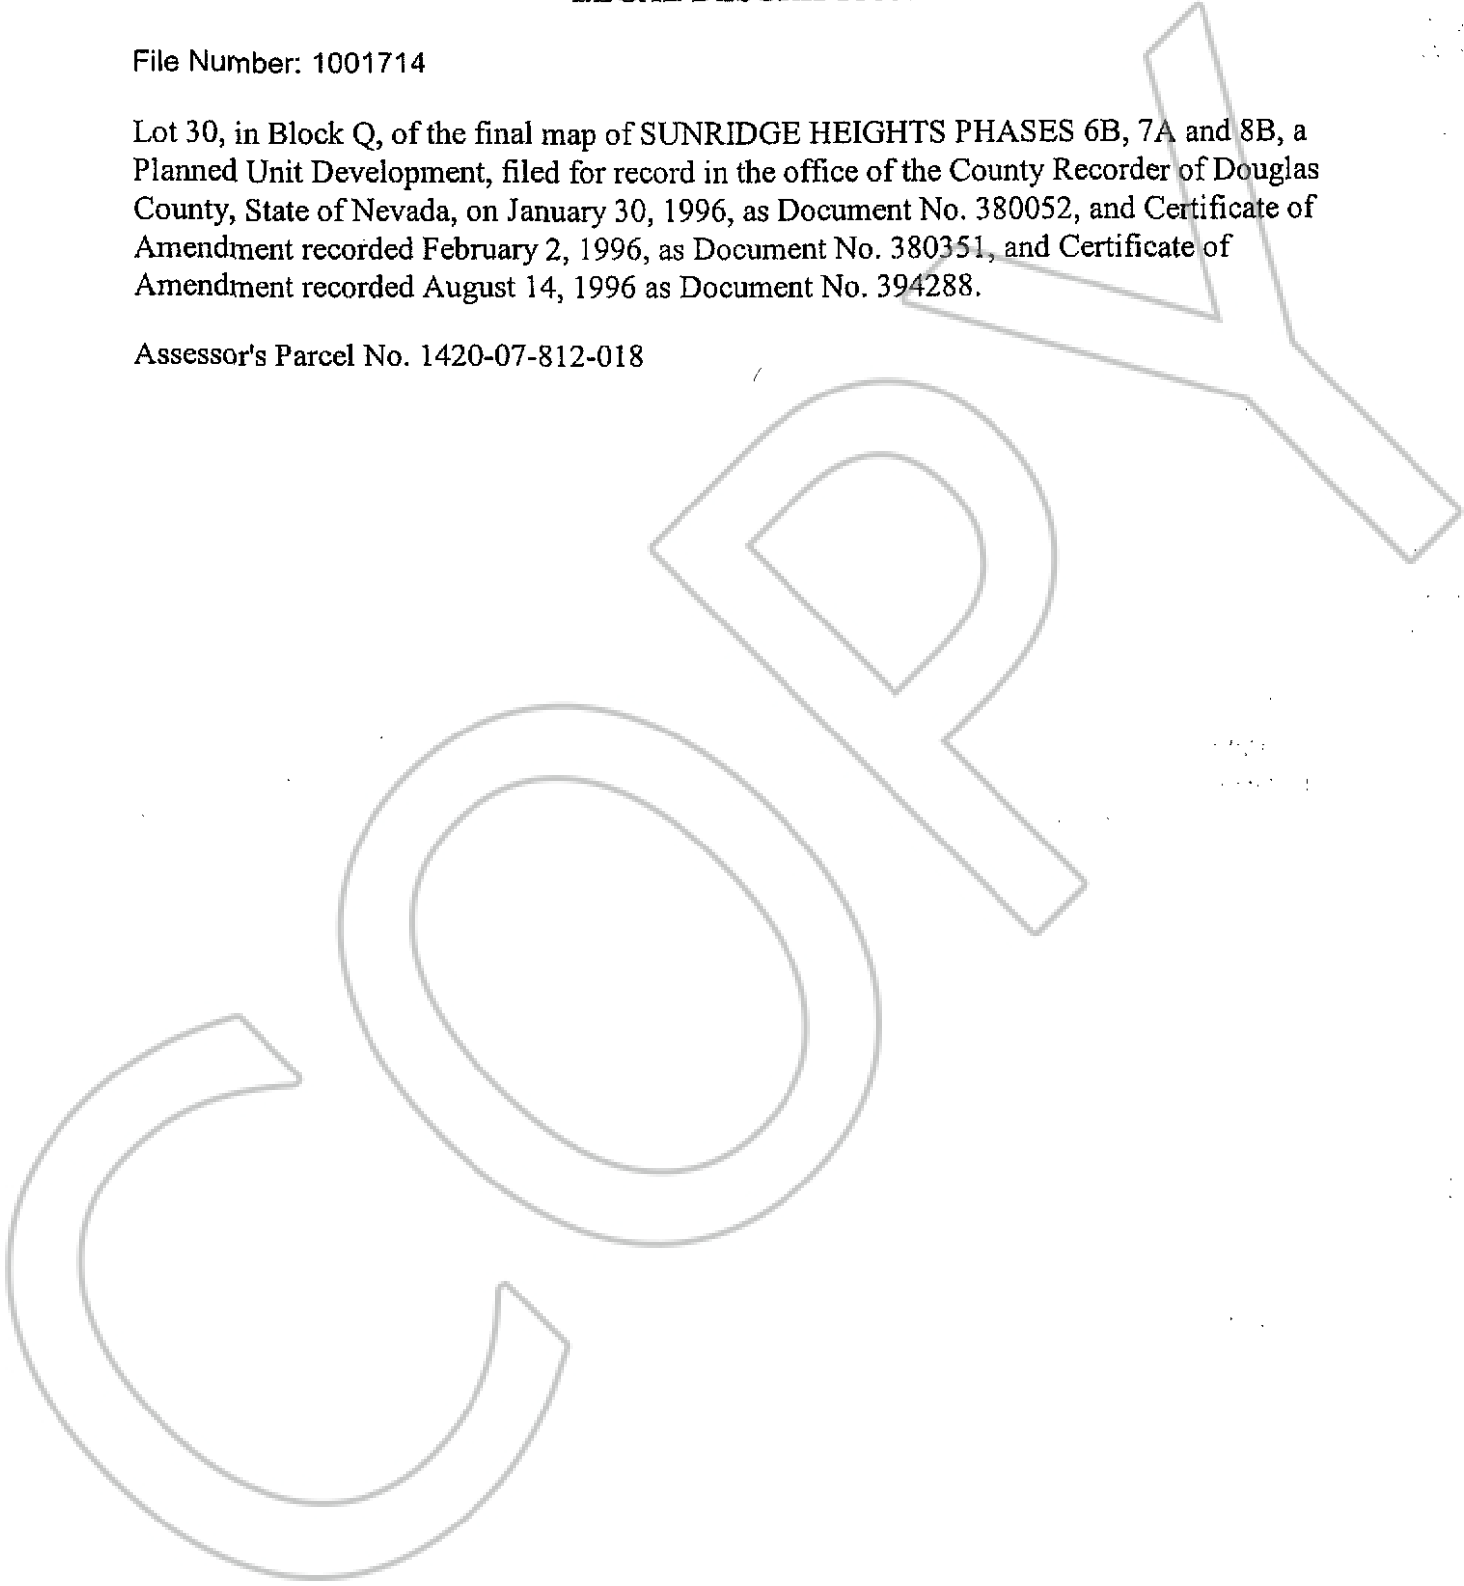 File Number: 1001714
Lot 30, in Block Q, of the final map of SUNRIDGE HEIGHTS PHASES 6B, 7A and 8B, a
Planned Unit Development, filed for record in the office of the County Recorder of Douglas
County, State of Nevada, on January 30, 1996, as Document No. 380052, and Certificate of
Amendment recorded February 2, 1996, as Document No. 380351, and Certificate of
Amendment recorded August 14, 1996 as Document No. 394288.
Assessor's Parcel No. 1420-07-812-018
COPY